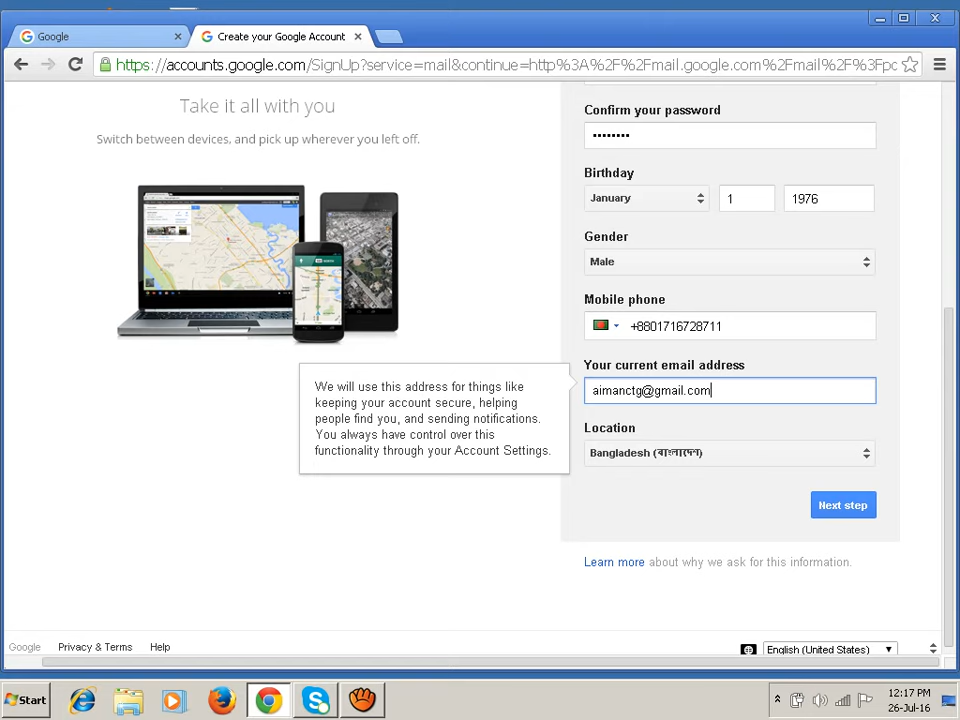 Google
Create your Google Account
https://accounts.google.com/SignUp?service=mail&continue=http%3A%2F%2Fmail.google.com%2Fmail%2F%3Fpc
Take it all with you
Switch between devices, and pick up wherever you left off.
Confirm your password
••••••••
Birthday
January 1 1976
Gender
Male
Mobile phone
+8801716728711
Your current email address
aimanctg@gmail.com
We will use this address for things like
keeping your account secure, helping
people find you, and sending notifications.
You always have control over this
functionality through your Account Settings.
Location
Bangladesh (বাংলাদেশ)
Next step
Learn more about why we ask for this information.
Google Privacy & Terms Help
English (United States)
Start
12:17 PM
26-Jul-16